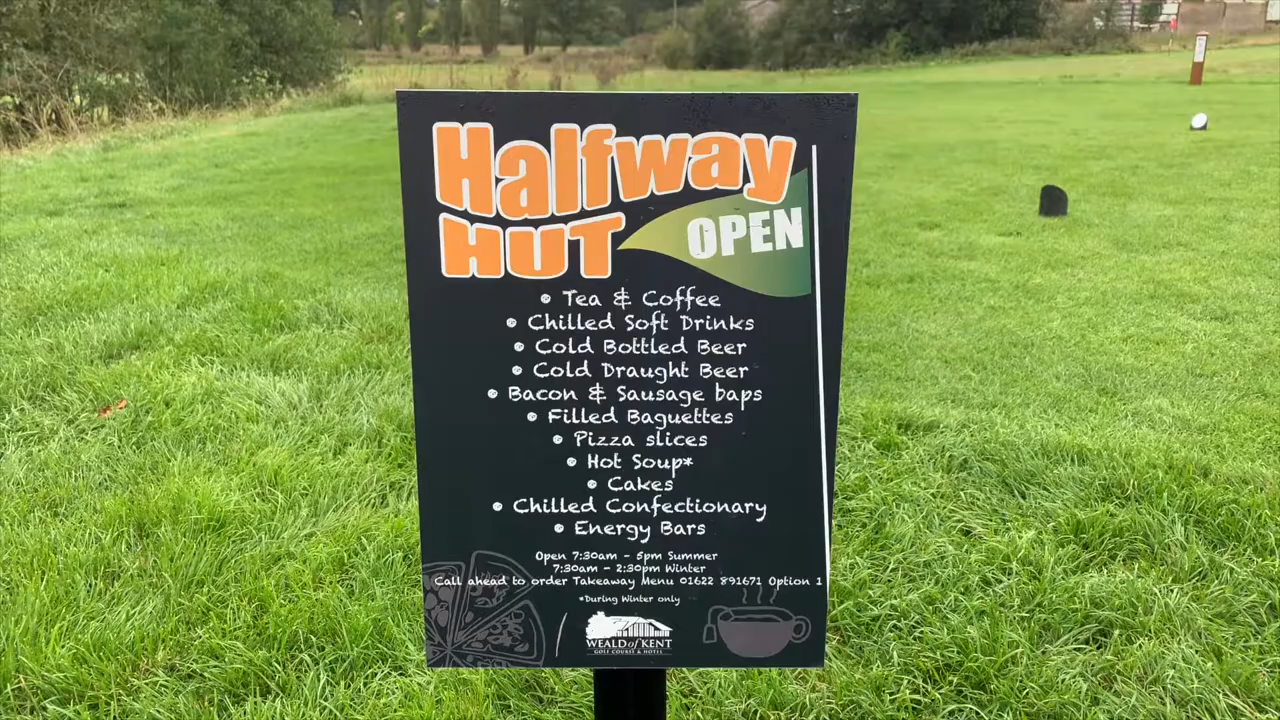 Halfway
HUT
OPEN
• Tea & Coffee
• Chilled Soft Drinks
• Cold Bottled Beer
• Cold Draught Beer
• Bacon & Sausage baps
• Filled Baguettes
• Pizza slices
• Hot Soup*
• Cakes
• Chilled Confectionary
• Energy Bars
Open 7:30am - 5pm Summer
7:30am - 2:30pm Winter
Call ahead to order Takeaway Menu 01622 891671 Option 1
*During Winter only
WEALD of KENT
GOLF COURSE & HOTEL